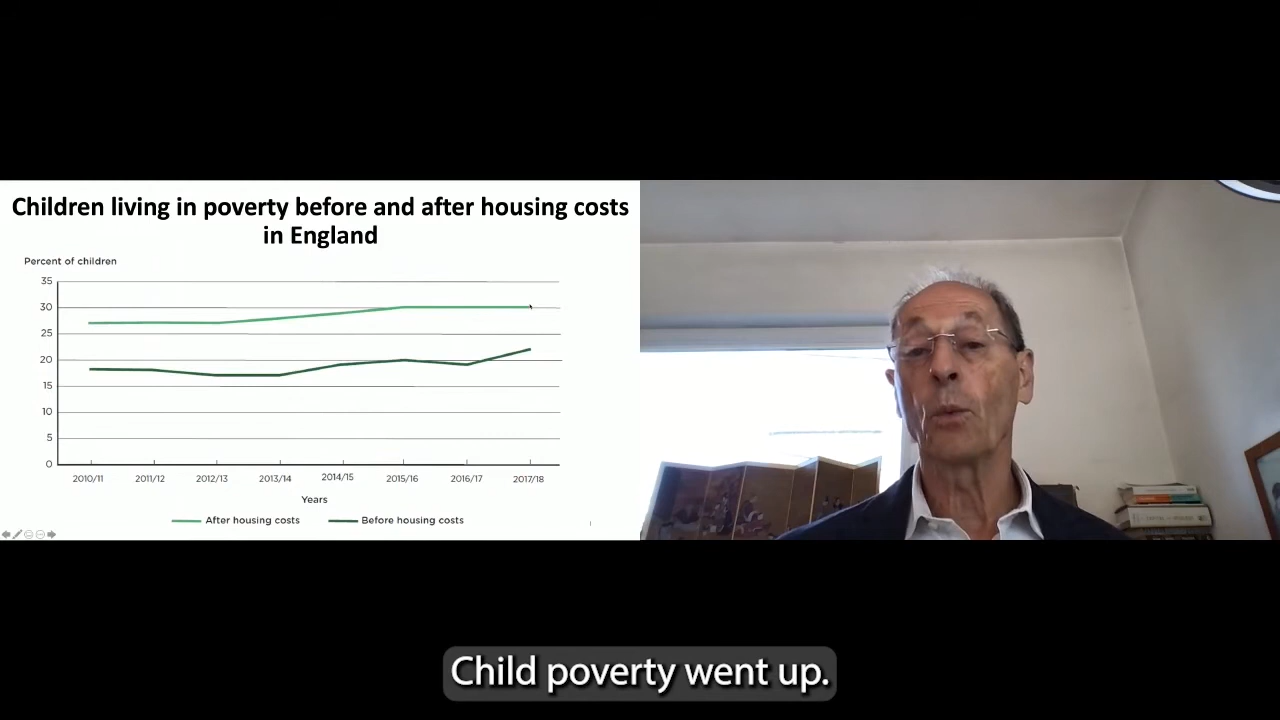 Children living in poverty before and after housing costs
in England
Percent of children
35
30
25
20
15
10
5
0
2010/11 2011/12 2012/13 2013/14 2014/15 2015/16 2016/17 2017/18
Years
After housing costs Before housing costs
Child poverty went up.